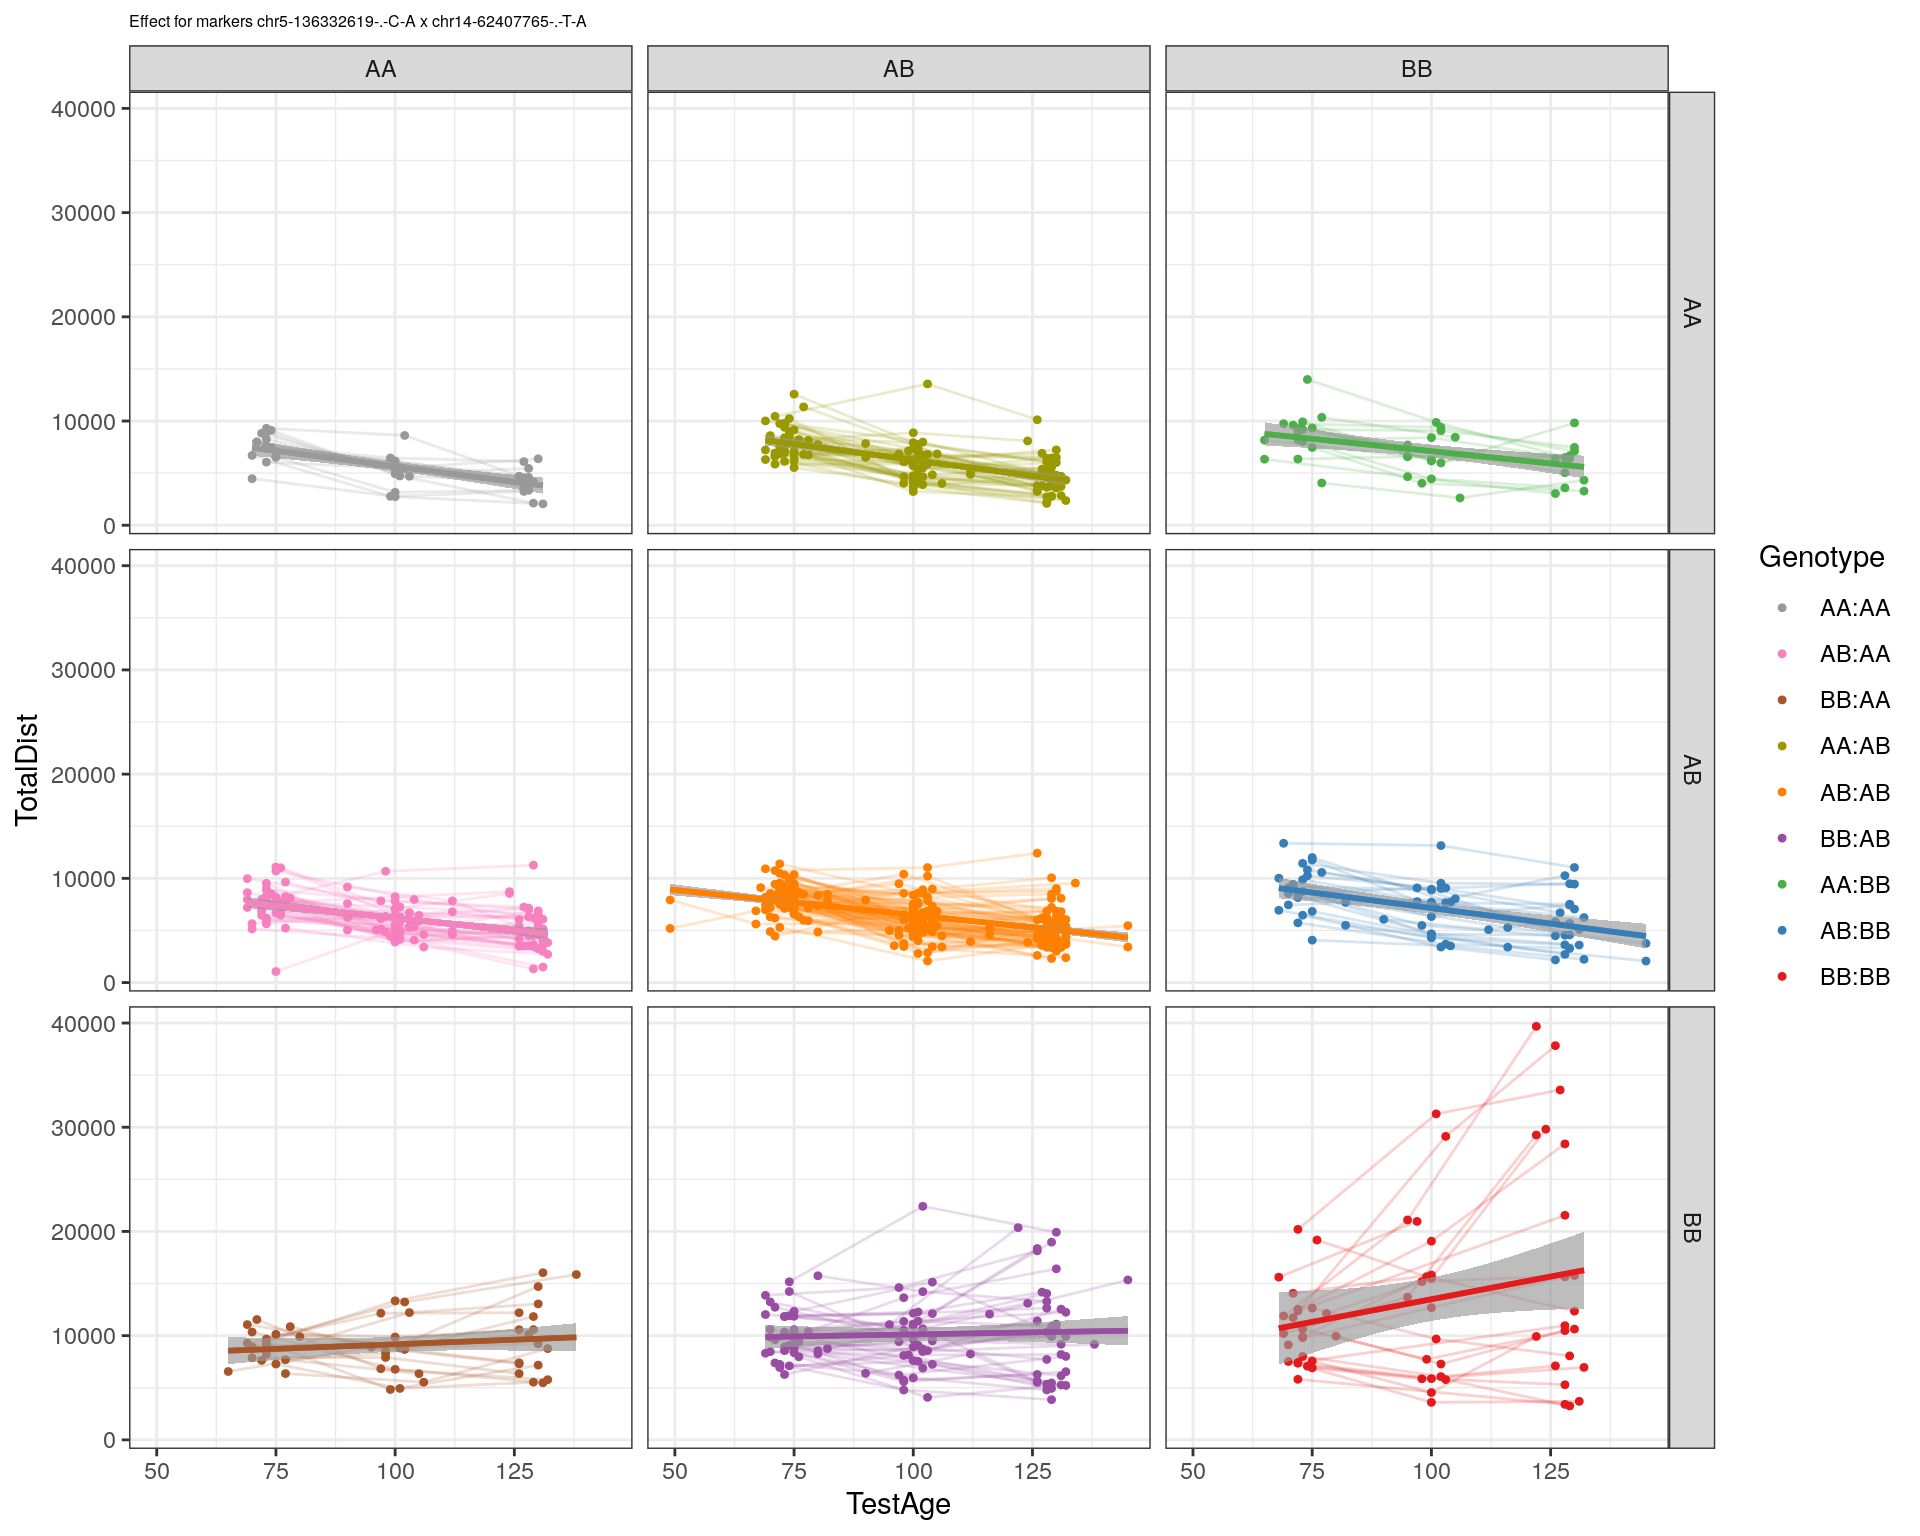 Effect for markers chr5-136332619-.-C-A x chr14-62407765-.-T-A
AA
AB
BB
40000
30000
20000
10000
0
AA
40000
30000
20000
10000
0
AB
40000
30000
20000
10000
0
BB
50
75
100
125
50
75
100
125
50
75
100
125
TestAge
TotalDist
Genotype
AA:AA
AB:AA
BB:AA
AA:AB
AB:AB
BB:AB
AA:BB
AB:BB
BB:BB